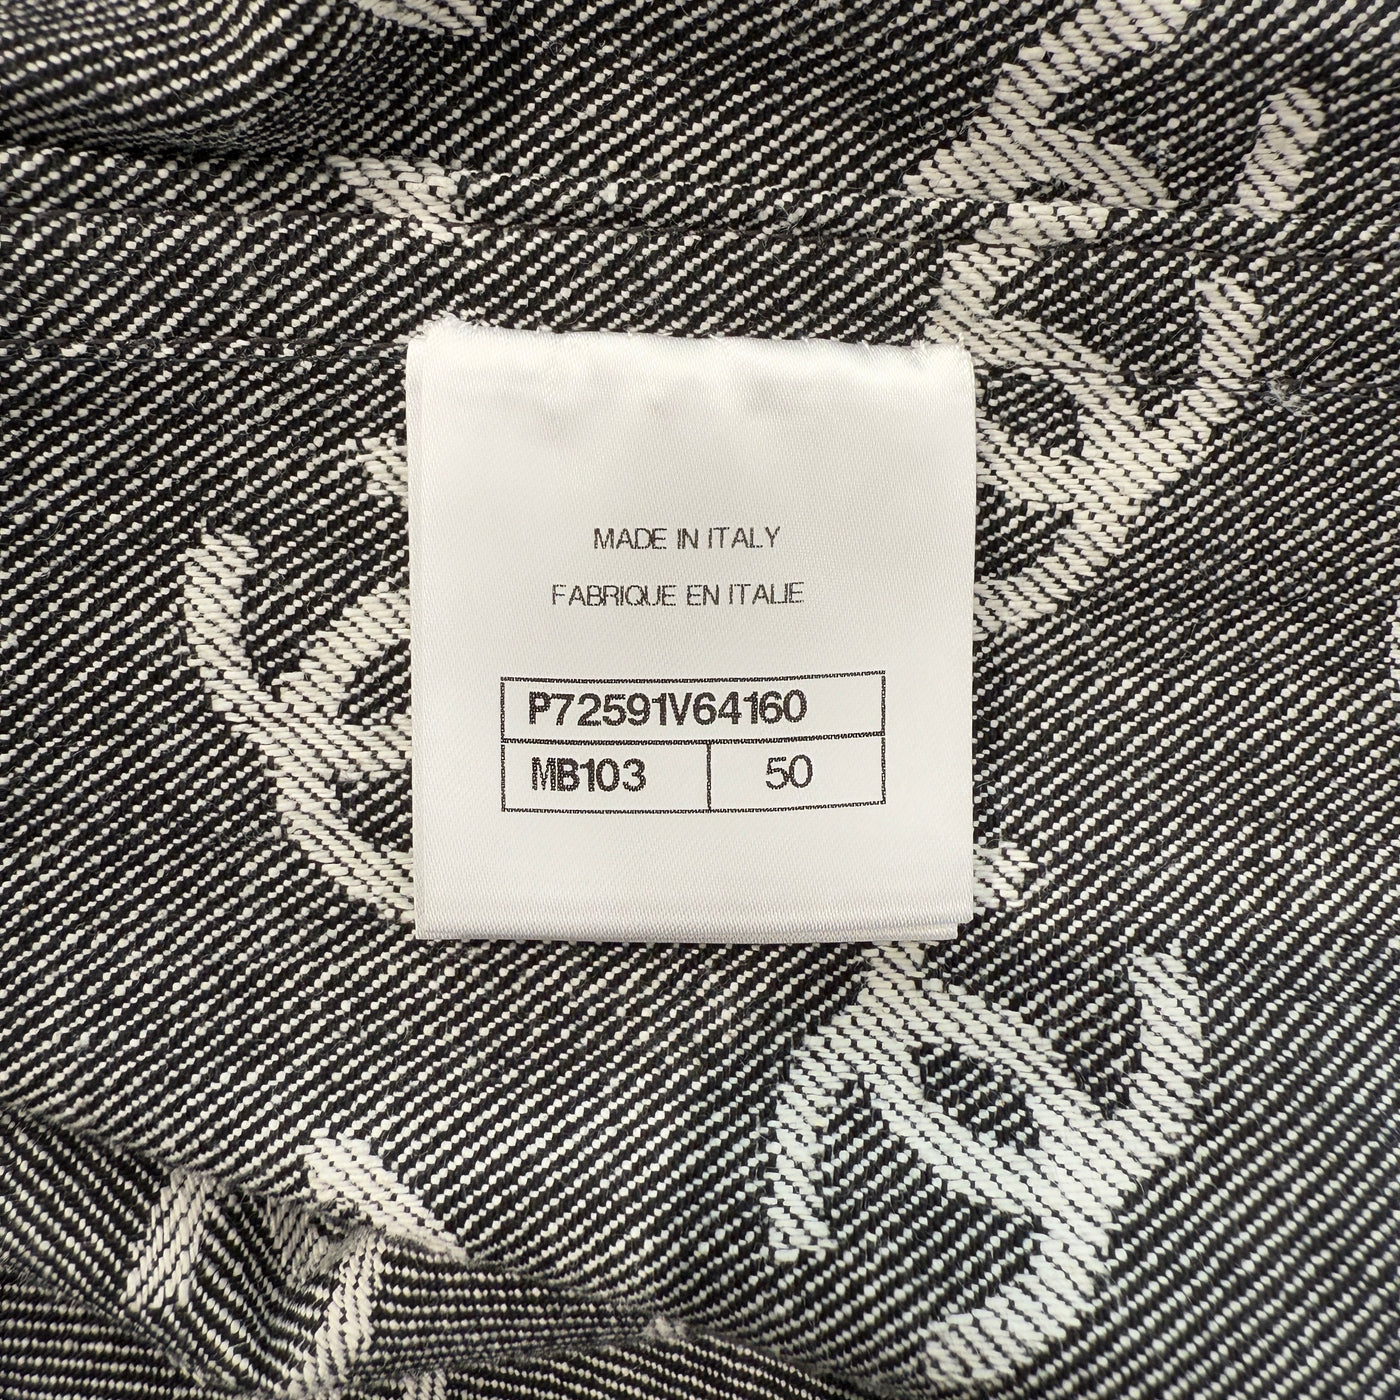 MADE IN ITALY
FABRIQUE EN ITALIE
P72591V64160
MB103 50